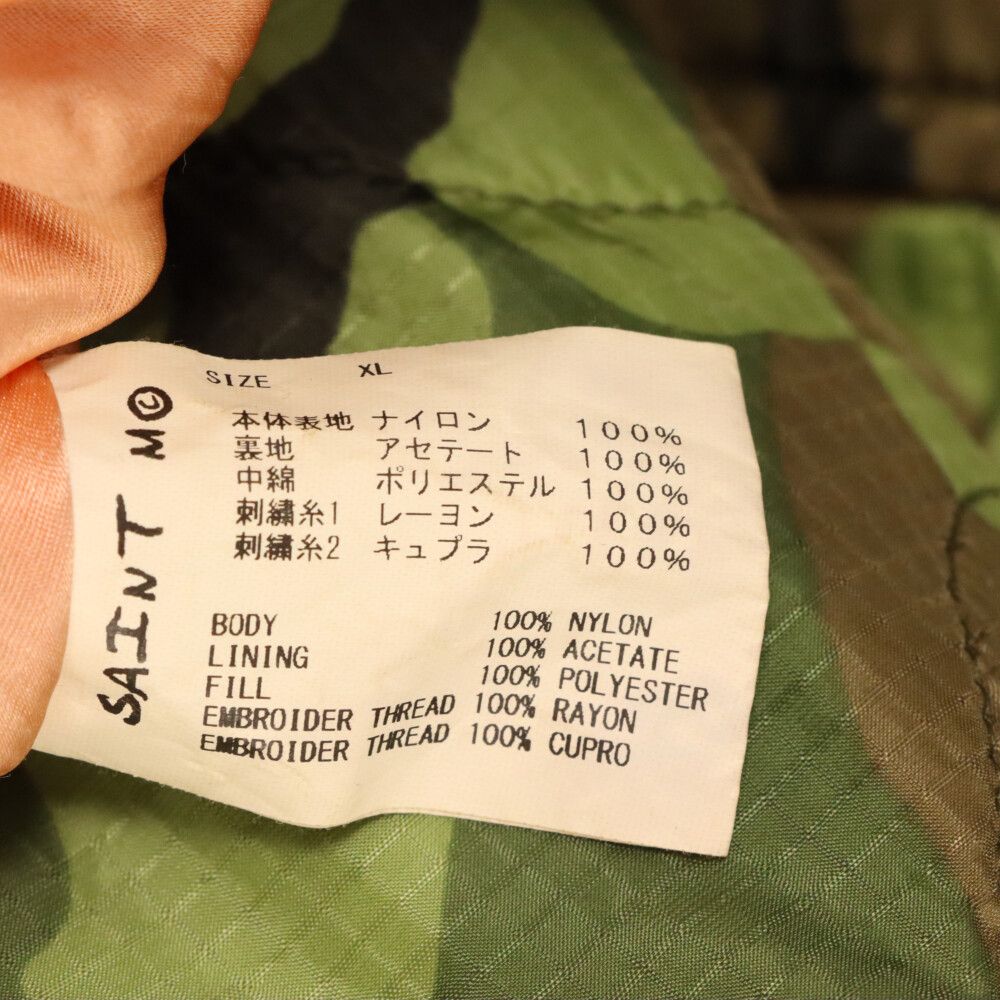 SAINT M©
SIZE XL
本体表地 ナイロン 100%
裏地 アセテート 100%
中綿 ポリエステル 100%
刺繍糸1 レーヨン 100%
刺繍糸2 キュプラ 100%
BODY 100% NYLON
LINING 100% ACETATE
FILL 100% POLYESTER
EMBROIDER THREAD 100% RAYON
EMBROIDER THREAD 100% CUPRO